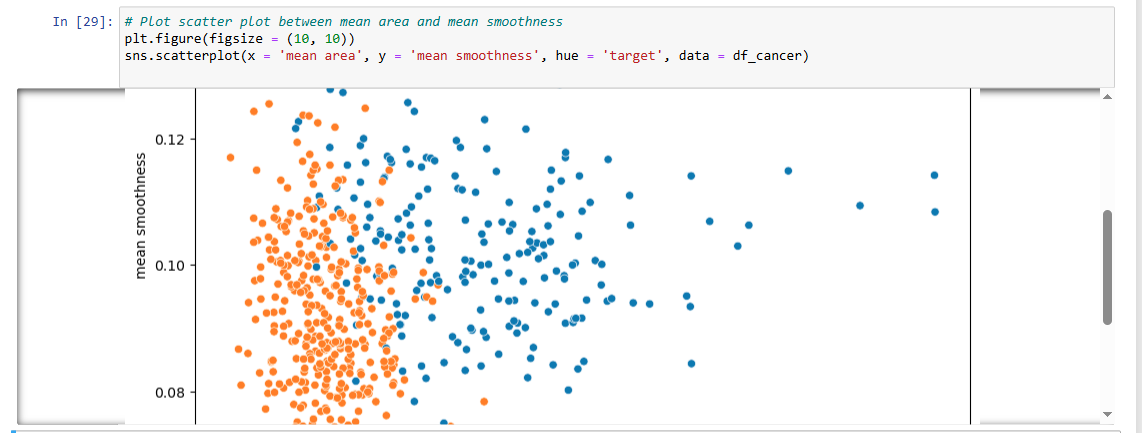 In [29]: # Plot scatter plot between mean area and mean smoothness
plt.figure(figsize = (10, 10))
sns.scatterplot(x = 'mean area', y = 'mean smoothness', hue = 'target', data = df_cancer)
0.12
mean smoothness
0.10
0.08